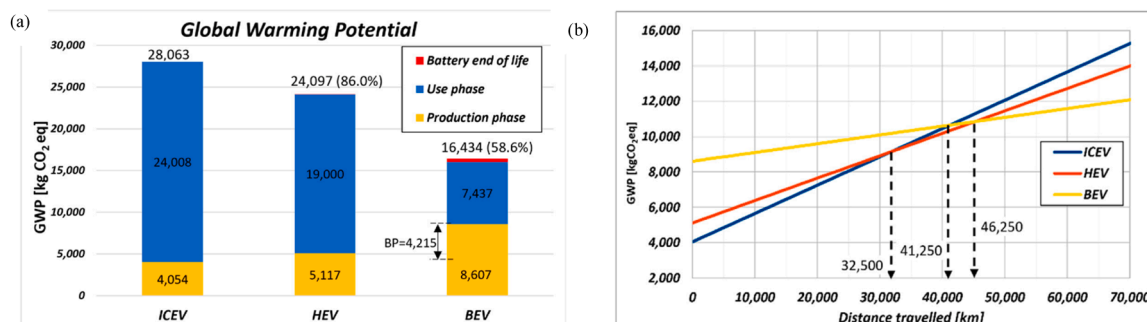 (a)
Global Warming Potential
GWP [kg CO2 eq]
30,000
25,000
20,000
15,000
10,000
5,000
0
28,063
24,008
4,054
24,097 (86.0%)
19,000
5,117
16,434 (58.6%)
7,437
BP=4,215
8,607
Battery end of life
Use phase
Production phase
ICEV
HEV
BEV
(b)
GWP [kgCO2eq]
16,000
14,000
12,000
10,000
8,000
6,000
4,000
2,000
ICEV
HEV
BEV
32,500
41,250
46,250
0
10,000
20,000
30,000
40,000
50,000
60,000
70,000
Distance travelled [km]